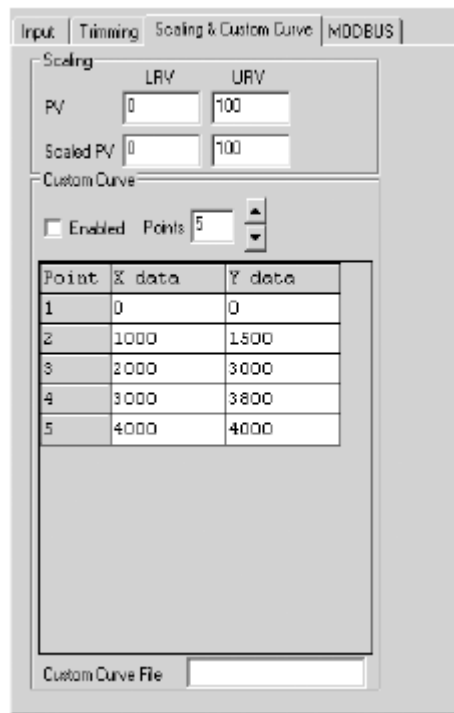 Input Trimming Scaling & Custom Curve MODBUS
Scaling
LRV URV
PV 0 100
Scaled PV 0 100
Custom Curve
Enabled Points 5
Point X data Y data
1 0 0
2 1000 1500
3 2000 3000
4 3000 3800
5 4000 4000
Custom Curve File